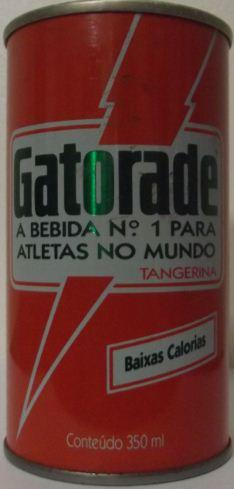 Gatorade
A BEBIDA Nº 1 PARA
ATLETAS NO MUNDO
TANGERINA
Baixas Calorias
Conteúdo 350 ml